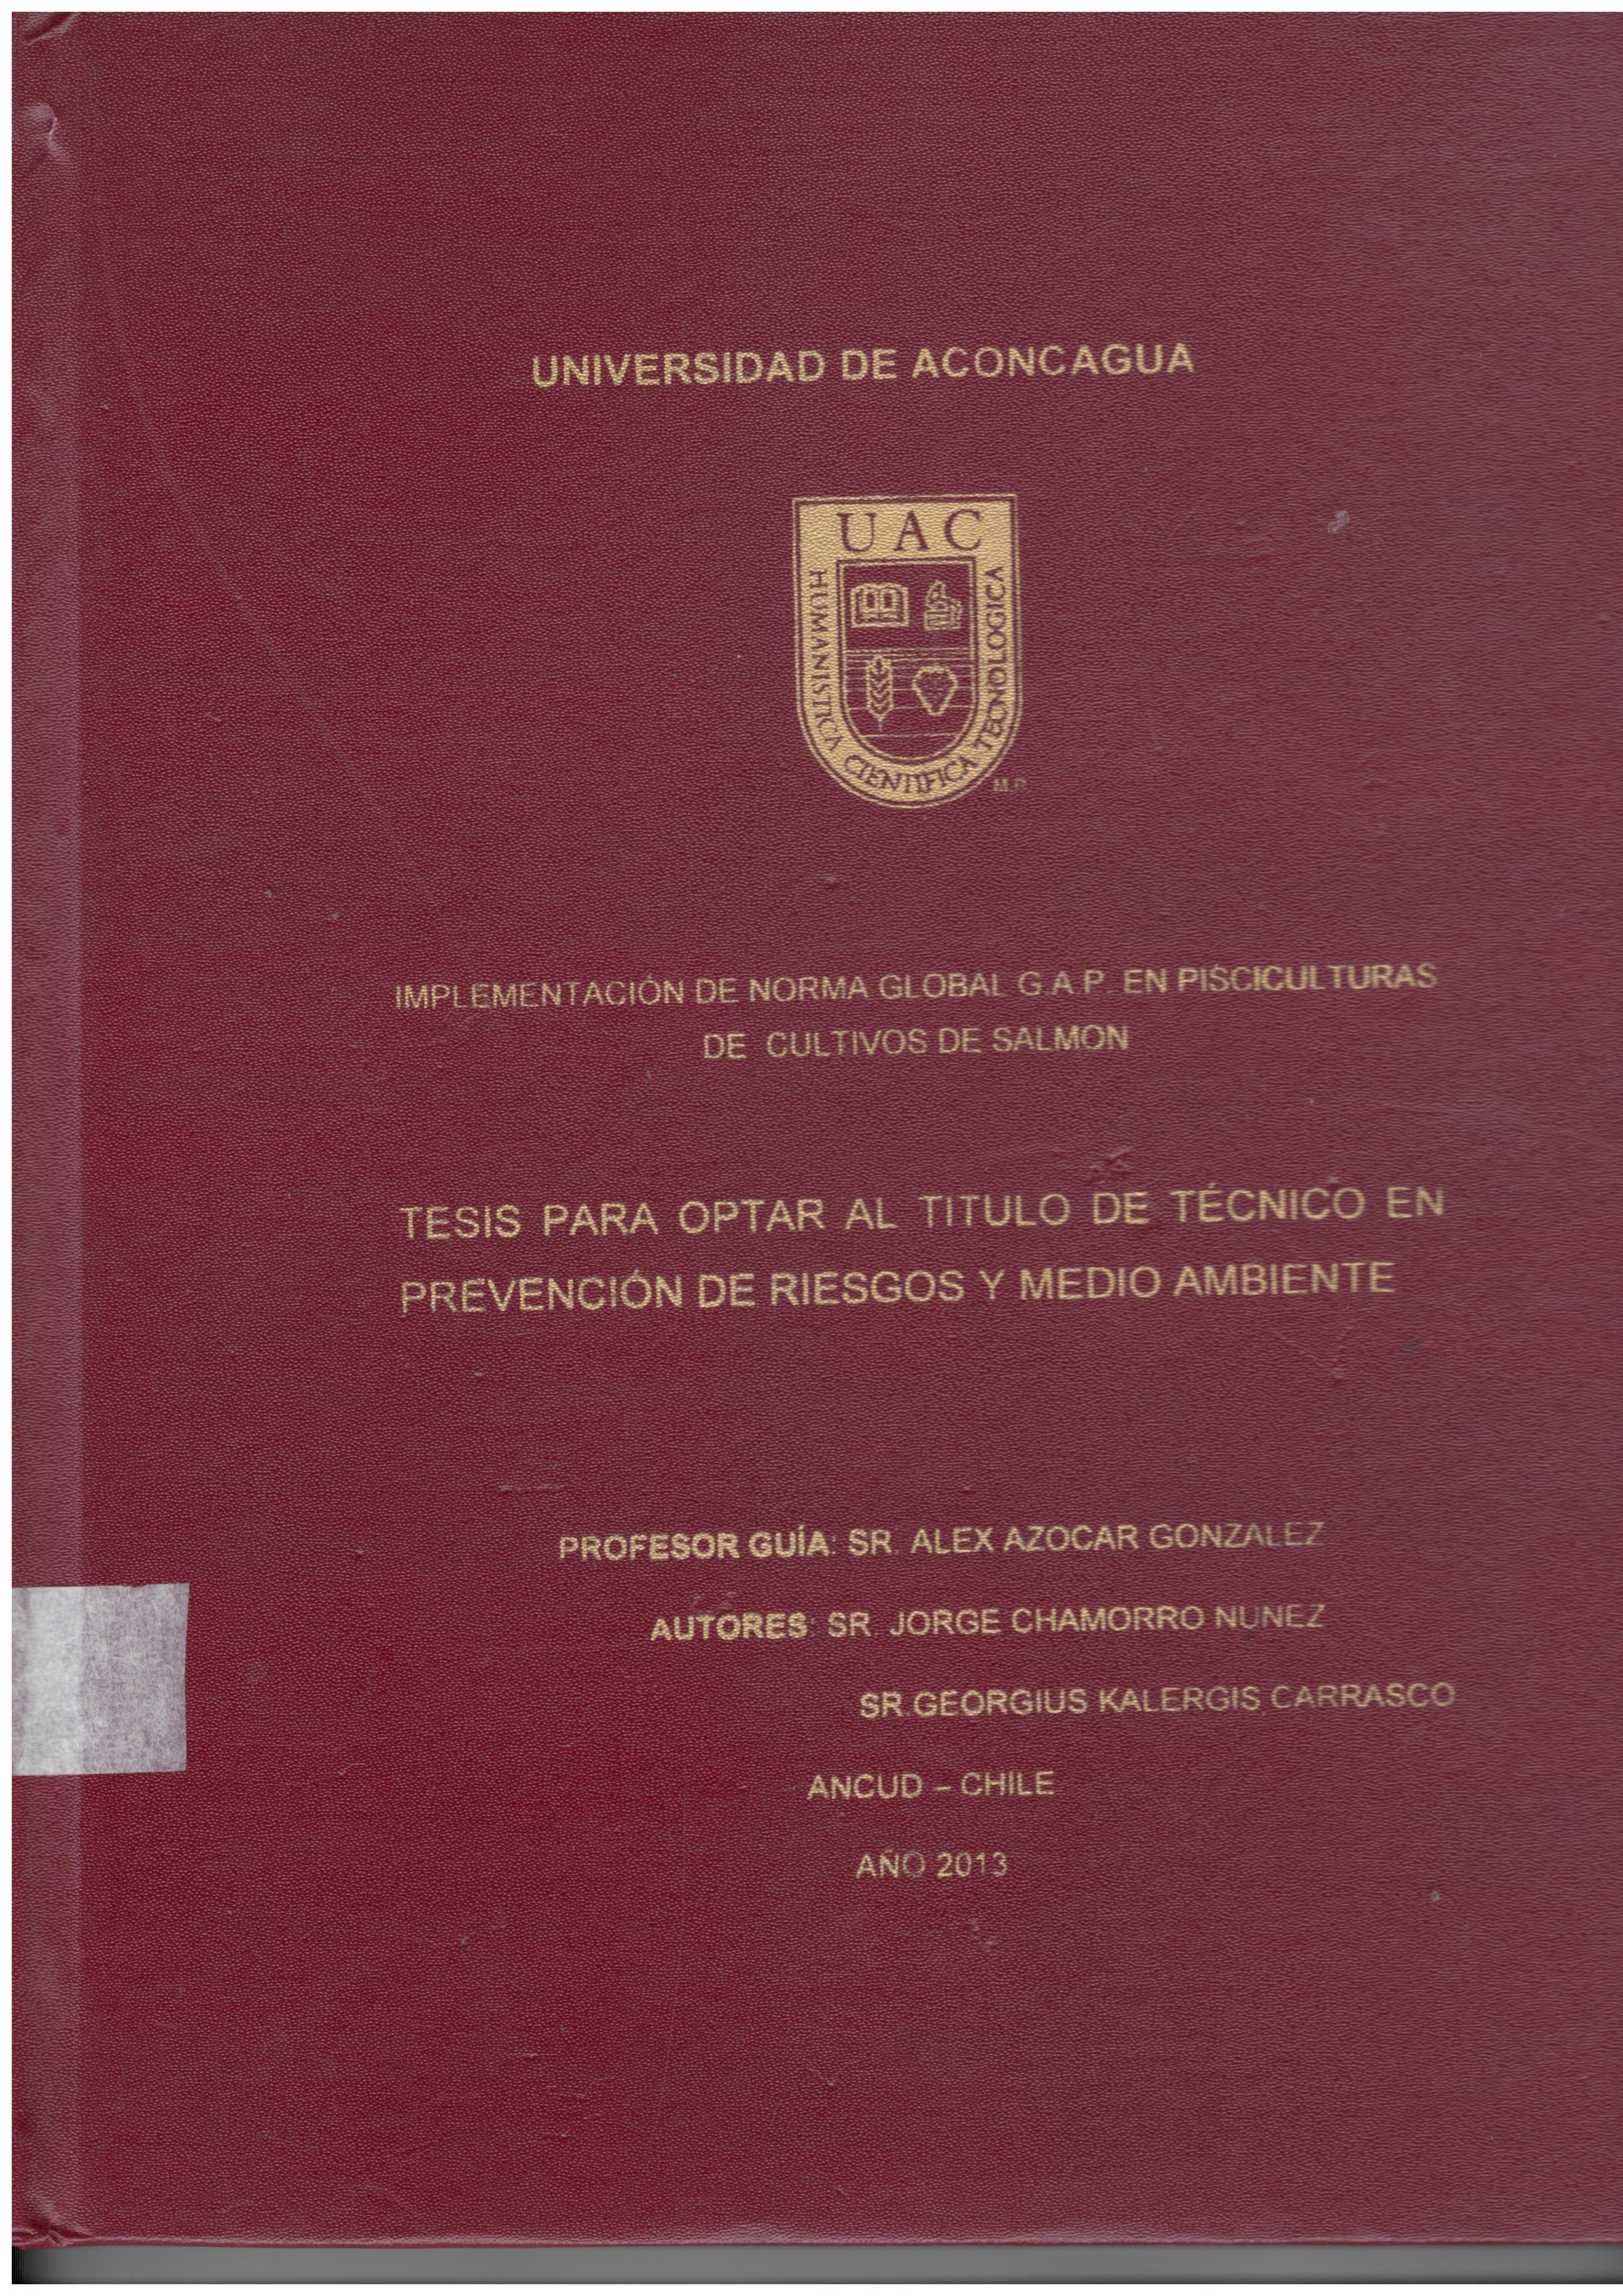 UNIVERSIDAD DE ACONCAGUA
UAC
HUMANISTICA CIENTIFICA TECNOLOGICA
IMPLEMENTACIÓN DE NORMA GLOBAL G.A.P. EN PISCICULTURAS
DE CULTIVOS DE SALMON
TESIS PARA OPTAR AL TITULO DE TÉCNICO EN
PREVENCIÓN DE RIESGOS Y MEDIO AMBIENTE
PROFESOR GUÍA: SR. ALEX AZOCAR GONZALEZ
AUTORES: SR. JORGE CHAMORRO NUNEZ
SR.GEORGIUS KALERGIS CARRASCO
ANCUD – CHILE
AÑO 2013